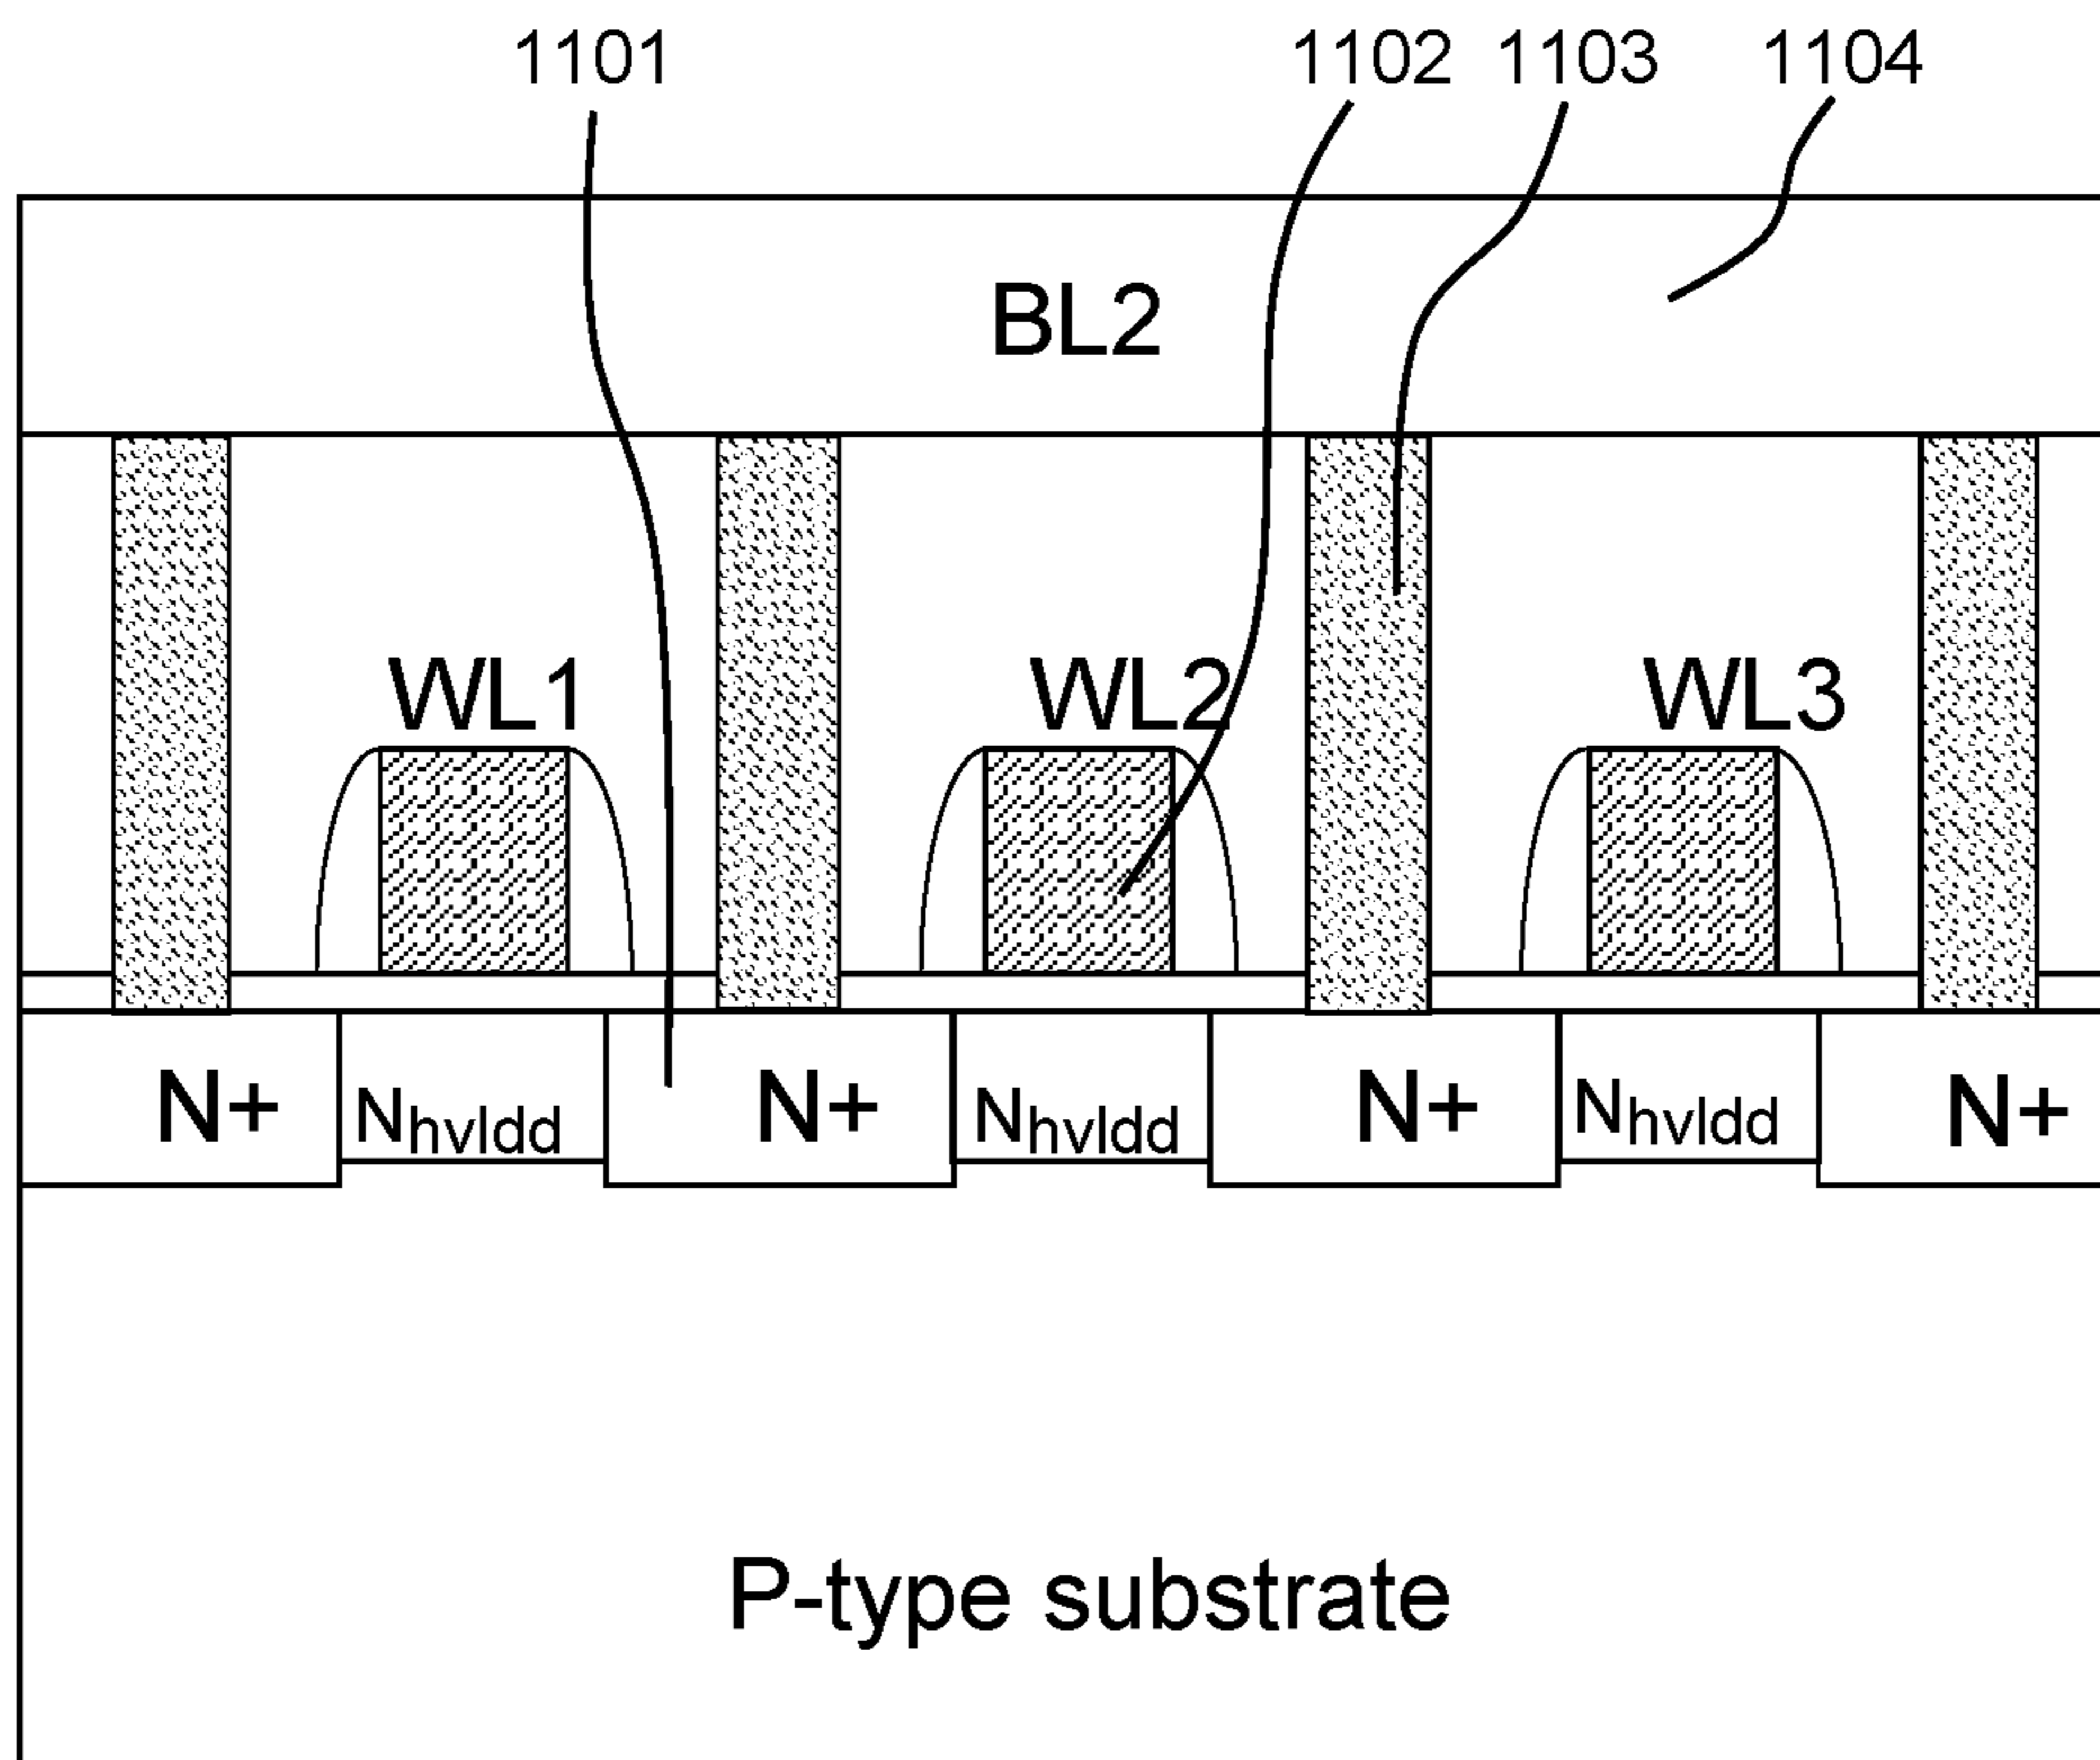 1101 1102 1103 1104
BL2
WL1 WL2 WL3
N+ Nhvldd N+ Nhvldd N+ Nhvldd N+
P-type substrate